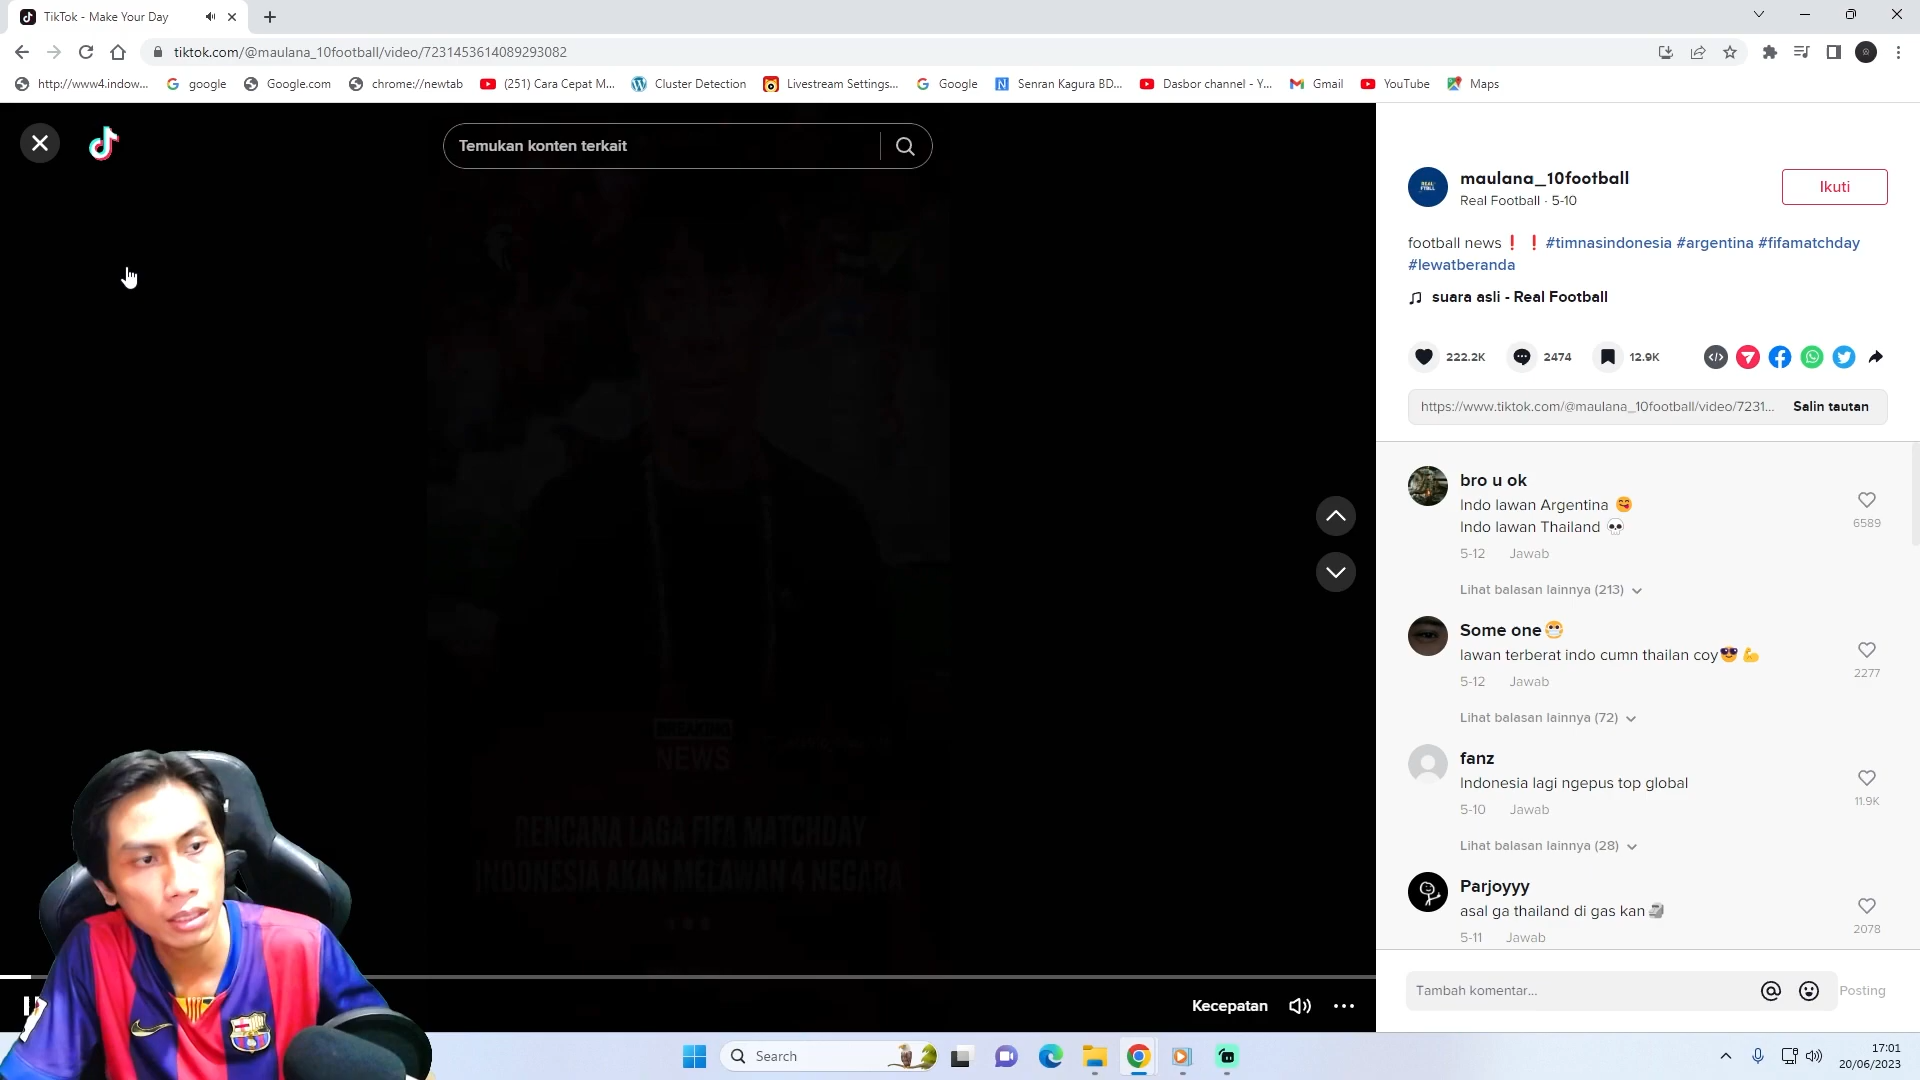 TikTok - Make Your Day
tiktok.com/@maulana_10football/video/7231453614089293082
http://www4.indow...
google
Google.com
chrome://newtab
(251) Cara Cepat M...
Cluster Detection
Livestream Settings...
Google
Senran Kagura BD...
Dasbor channel - Y...
Gmail
YouTube
Maps
Temukan konten terkait
BREAKING
NEWS
RENCANA LAGA FIFA MATCHDAY
INDONESIA AKAN MELAWAN 4 NEGARA
Kecepatan
maulana_10football
Real Football · 5-10
Ikuti
football news❗❗#timnasindonesia #argentina #fifamatchday
#lewatberanda
suara asli - Real Football
222.2K
2474
12.9K
https://www.tiktok.com/@maulana_10football/video/7231...
Salin tautan
bro u ok
Indo lawan Argentina 😋
Indo lawan Thailand 💀
6589
5-12 Jawab
Lihat balasan lainnya (213)
Some one😷
lawan terberat indo cumn thailan coy😎💪
2277
5-12 Jawab
Lihat balasan lainnya (72)
fanz
Indonesia lagi ngepus top global
11.9K
5-10 Jawab
Lihat balasan lainnya (28)
Parjoyyy
asal ga thailand di gas kan🗿
2078
5-11 Jawab
Tambah komentar...
Posting
Search
17:01
20/06/2023